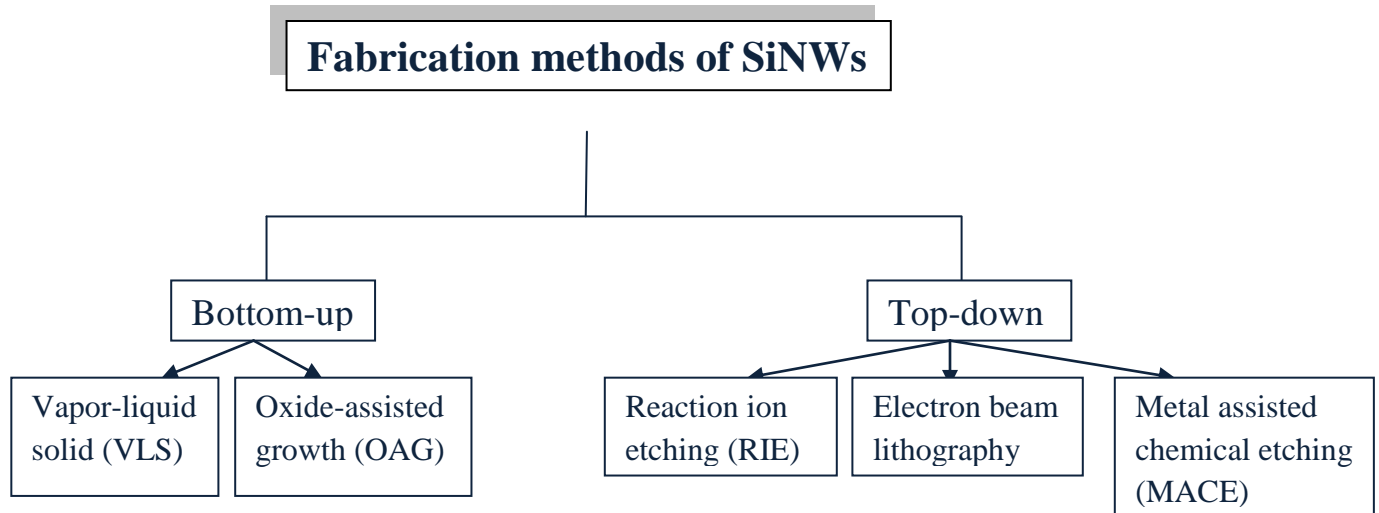 Fabrication methods of SiNWs
Bottom-up
Top-down
Vapor-liquid
solid (VLS)
Oxide-assisted
growth (OAG)
Reaction ion
etching (RIE)
Electron beam
lithography
Metal assisted
chemical etching
(MACE)